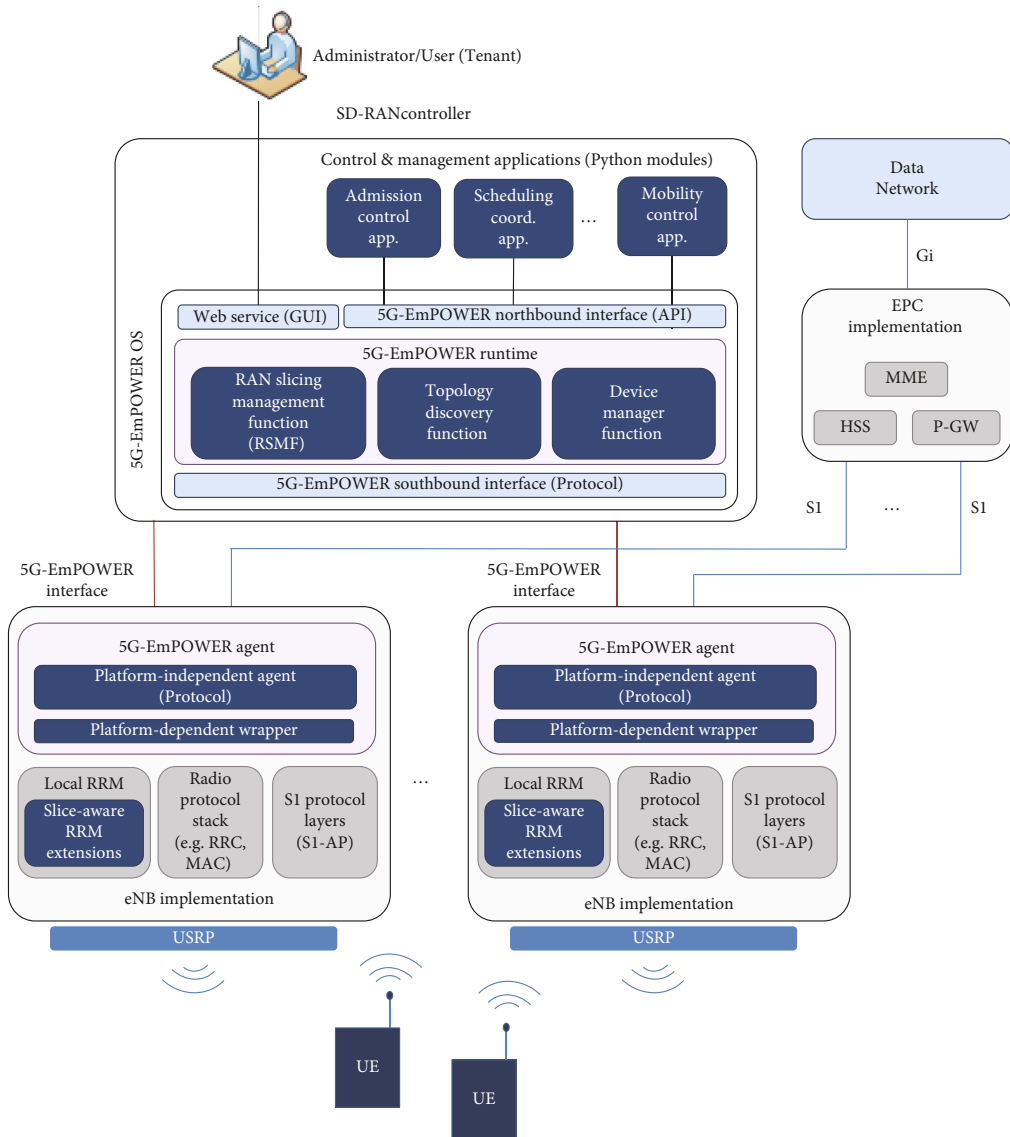 Administrator/User (Tenant)
SD-RANcontroller
Control & management applications (Python modules)
Admission
control
app.
Scheduling
coord.
app.
...
Mobility
control
app.
5G-EmPOWER OS
Web service (GUI)
5G-EmPOWER northbound interface (API)
5G-EmPOWER runtime
RAN slicing
management
function
(RSMF)
Topology
discovery
function
Device
manager
function
5G-EmPOWER southbound interface (Protocol)
Data
Network
Gi
EPC
implementation
MME
HSS
P-GW
S1
...
S1
5G-EmPOWER
interface
5G-EmPOWER
interface
5G-EmPOWER agent
Platform-independent agent
(Protocol)
Platform-dependent wrapper
Local RRM
Slice-aware
RRM
extensions
Radio
protocol
stack
(e.g. RRC,
MAC)
S1 protocol
layers
(S1-AP)
eNB implementation
USRP
...
5G-EmPOWER agent
Platform-independent agent
(Protocol)
Platform-dependent wrapper
Local RRM
Slice-aware
RRM
extensions
Radio
protocol
stack
(e.g. RRC,
MAC)
S1 protocol
layers
(S1-AP)
eNB implementation
USRP
UE
UE